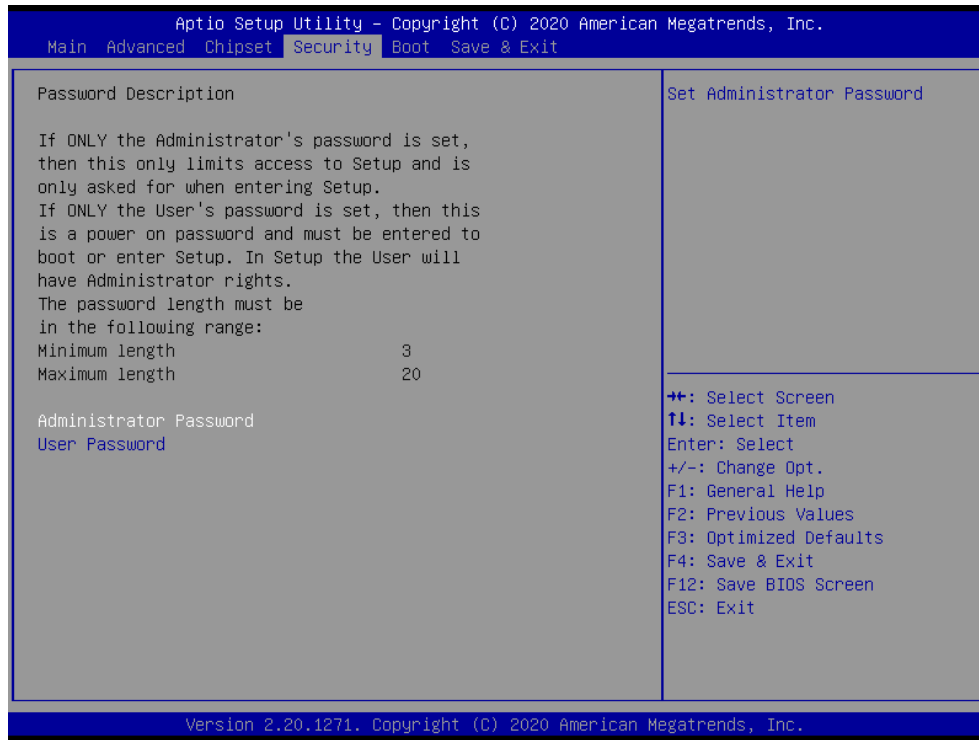 Aptio Setup Utility – Copyright (C) 2020 American Megatrends, Inc.
Main Advanced Chipset Security Boot Save & Exit
Password Description
If ONLY the Administrator's password is set,
then this only limits access to Setup and is
only asked for when entering Setup.
If ONLY the User's password is set, then this
is a power on password and must be entered to
boot or enter Setup. In Setup the User will
have Administrator rights.
The password length must be
in the following range:
Minimum length 3
Maximum length 20
Administrator Password
User Password
Set Administrator Password
→←: Select Screen
↑↓: Select Item
Enter: Select
+/-: Change Opt.
F1: General Help
F2: Previous Values
F3: Optimized Defaults
F4: Save & Exit
F12: Save BIOS Screen
ESC: Exit
Version 2.20.1271. Copyright (C) 2020 American Megatrends, Inc.